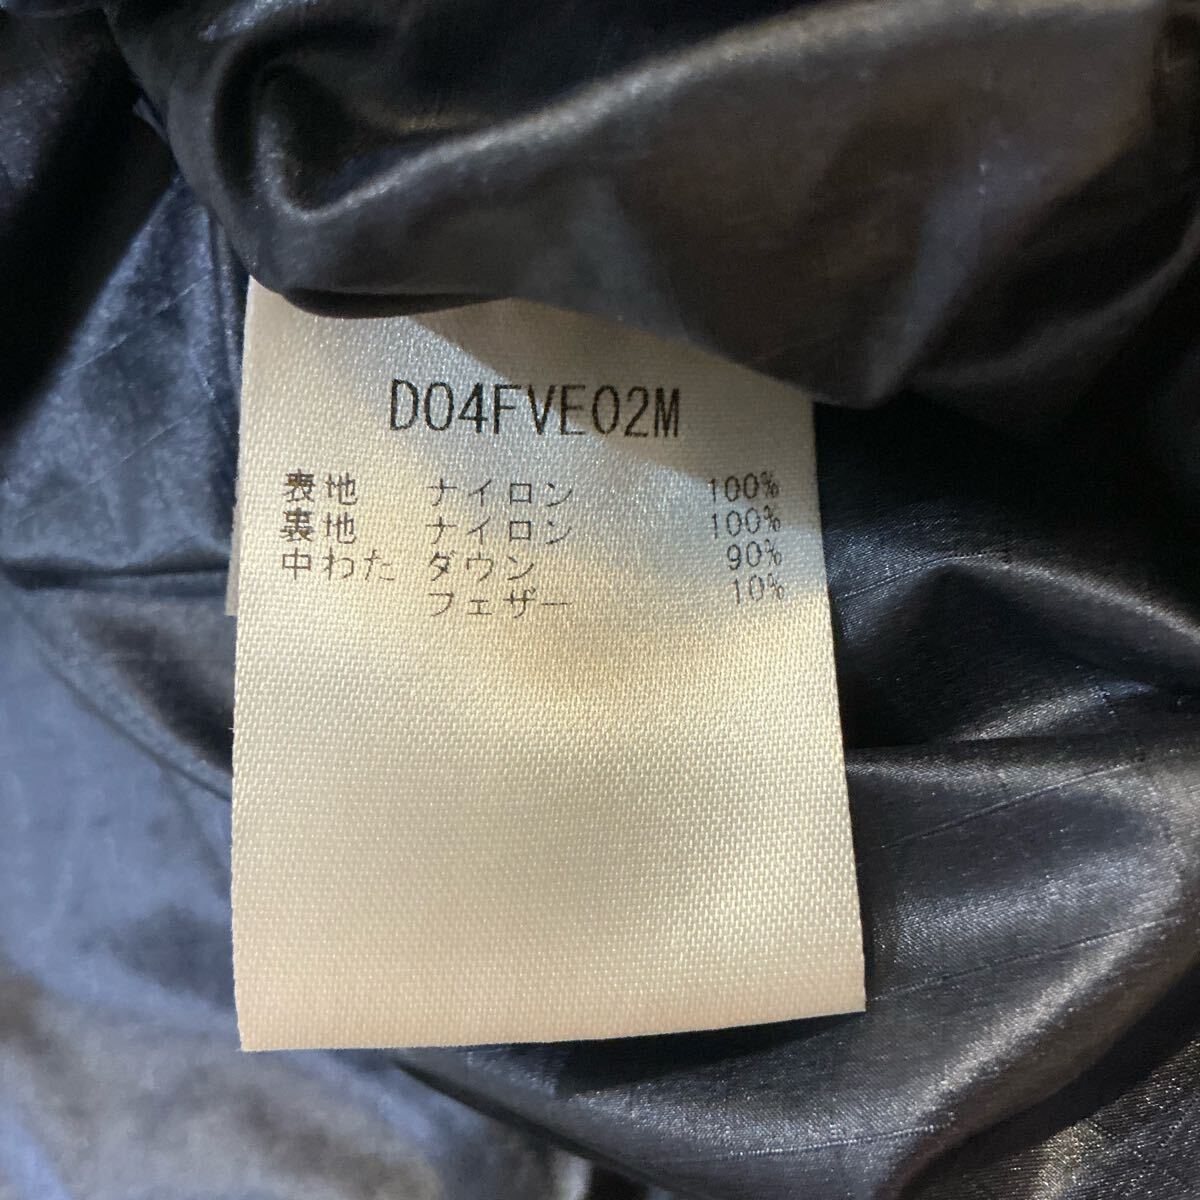 D04FVE02M
表地 ナイロン 100%
裏地 ナイロン 100%
中わた ダウン 90%
フェザー 10%